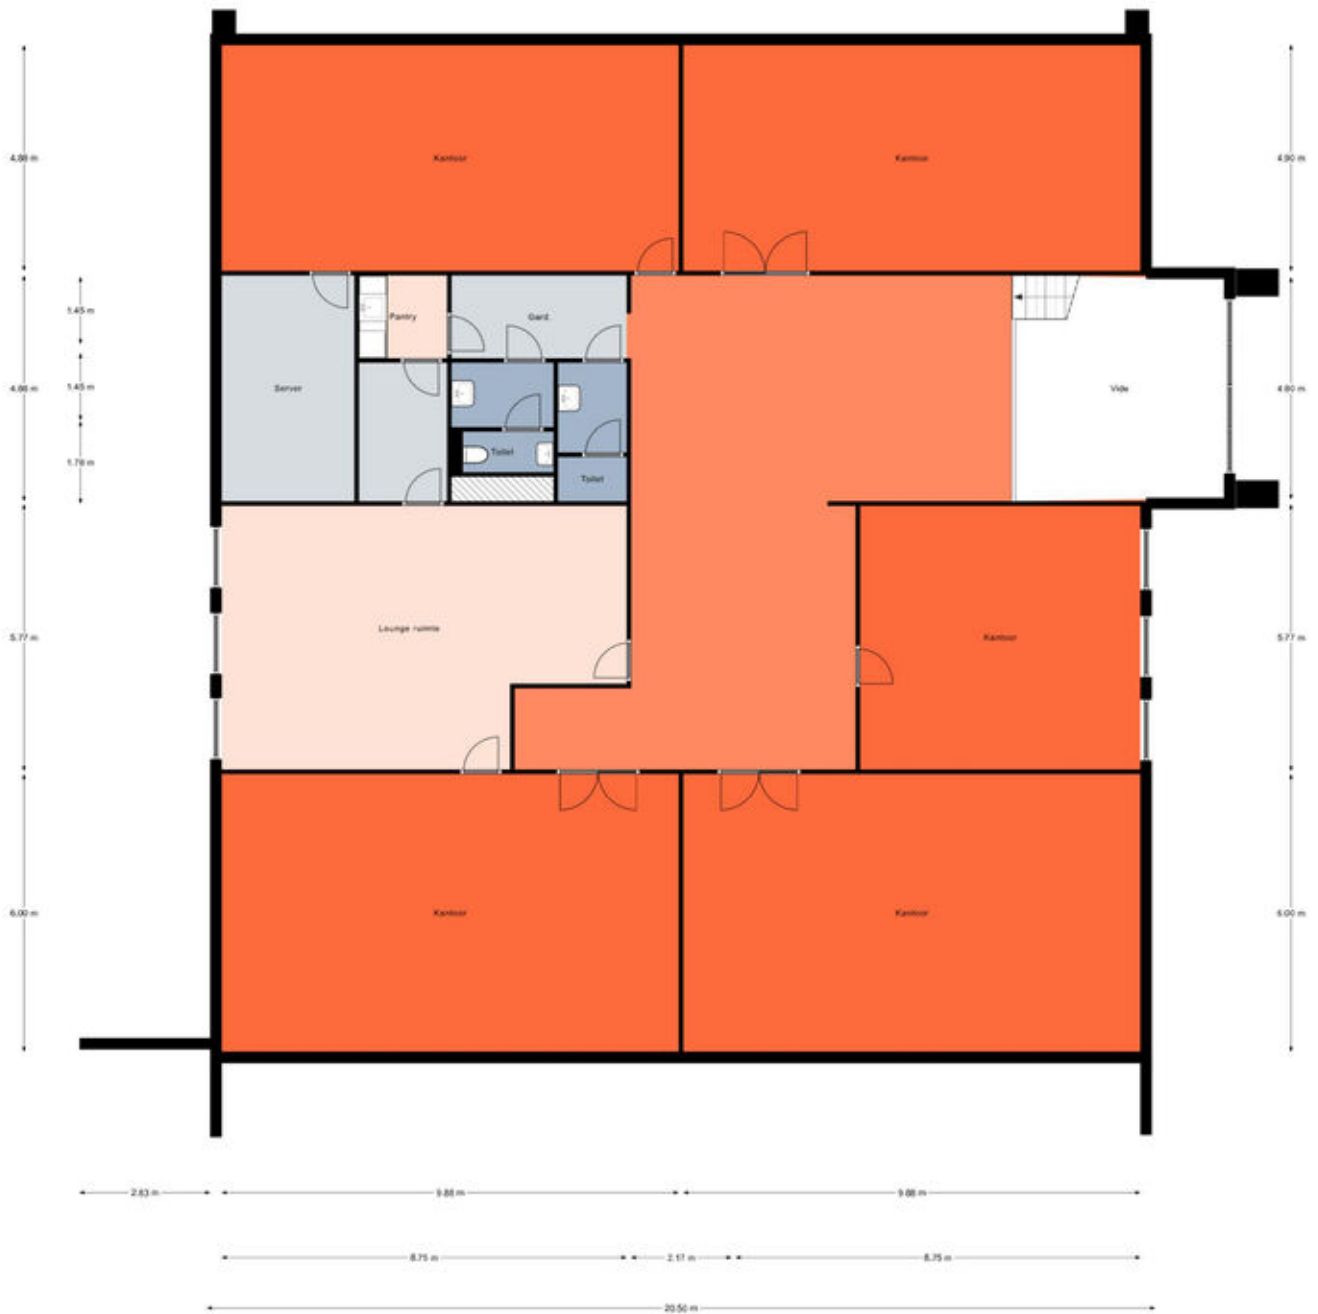 Kantoor
Kantoor
4.88 m
4.90 m
1.45 m
Pantry
Gard.
Server
Vide
4.88 m
1.45 m
4.80 m
Toilet
1.78 m
Toilet
Lounge ruimte
Kantoor
5.77 m
5.77 m
Kantoor
Kantoor
6.00 m
6.00 m
2.83 m
9.88 m
9.88 m
8.75 m
2.17 m
8.75 m
20.50 m